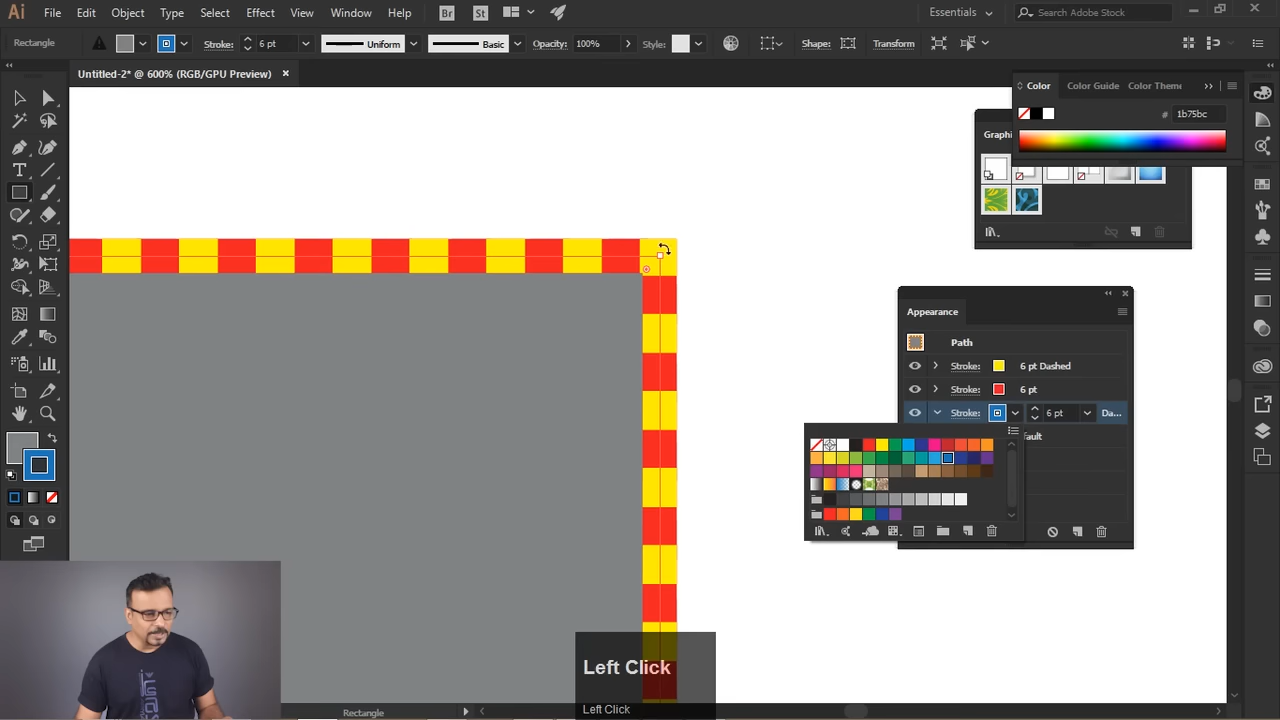 Ai File Edit Object Type Select Effect View Window Help Br St Essentials Search Adobe Stock
Rectangle Stroke: 6 pt Uniform Basic Opacity: 100% Style: Shape: Transform
Untitled-2* @ 600% (RGB/GPU Preview)
Color Color Guide Color Theme
# 1b75bc
Graphi
Appearance
Path
Stroke: 6 pt Dashed
Stroke: 6 pt
Stroke: 6 pt Da...
fault
Left Click
Left Click
Rectangle